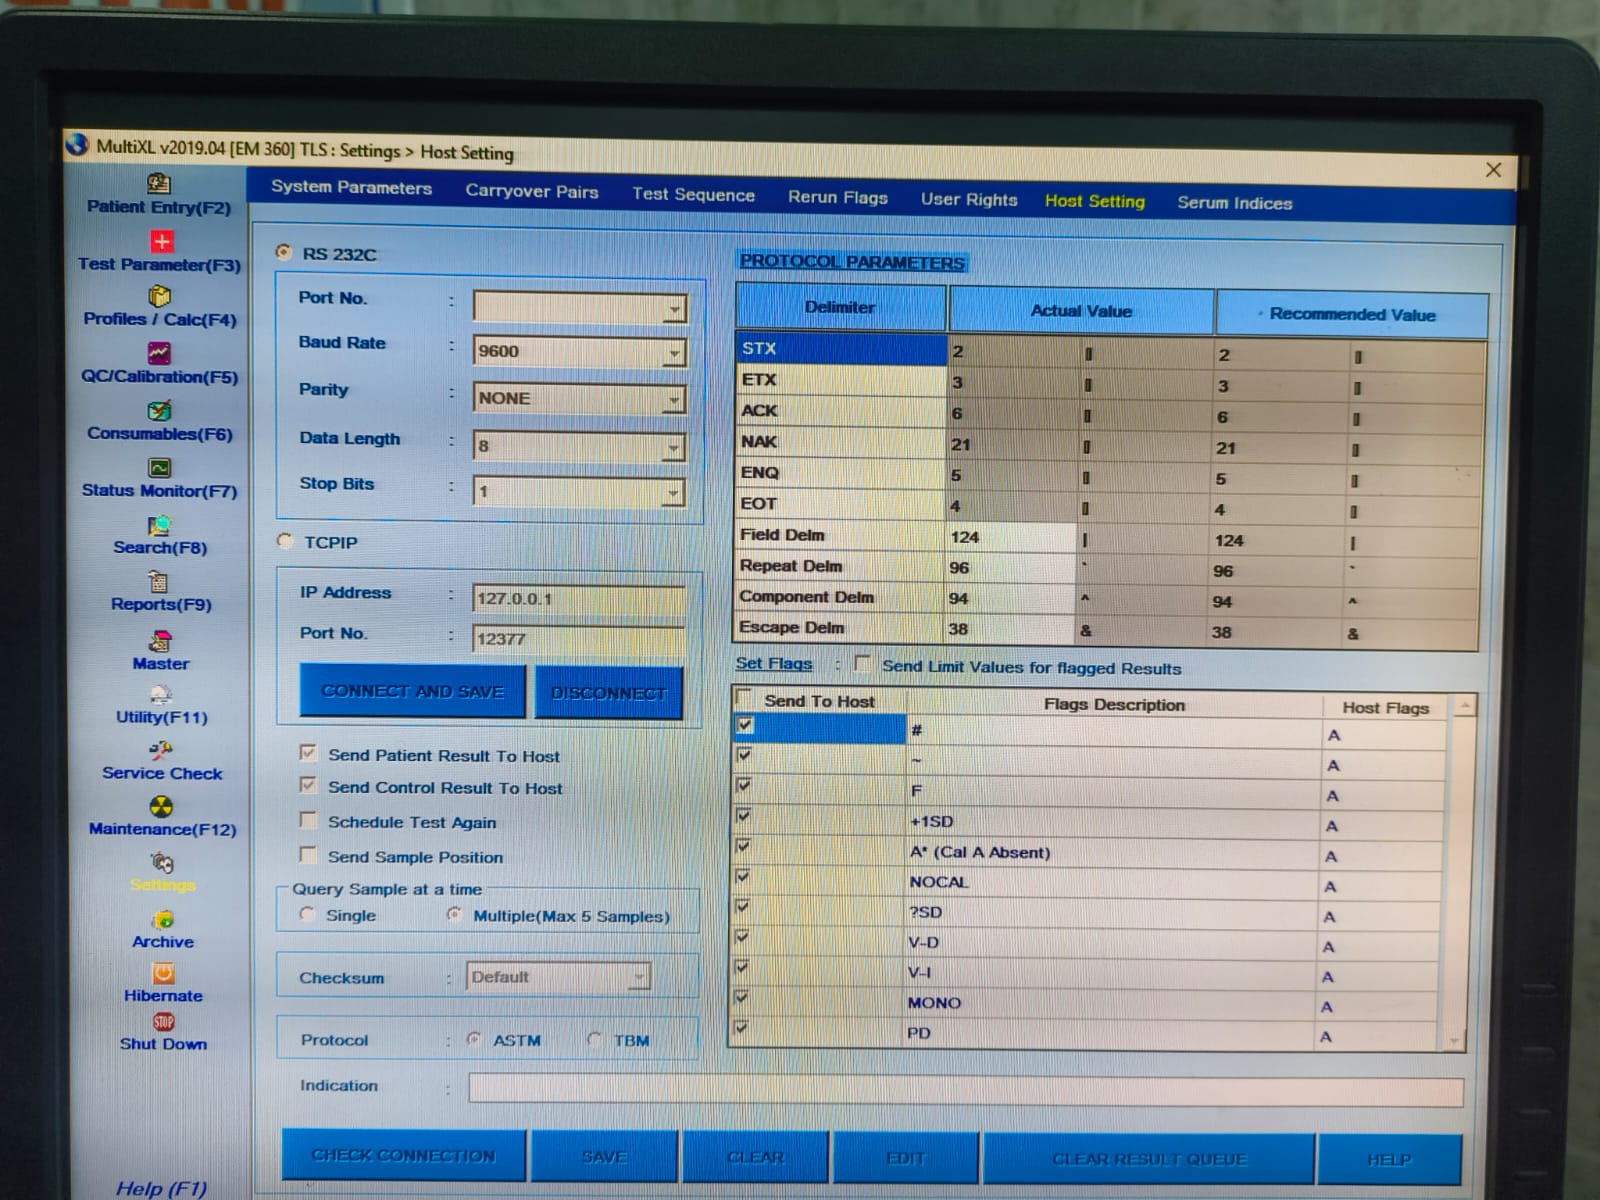 MultiXL v2019.04 [EM 360] TLS : Settings > Host Setting
Patient Entry(F2)
Test Parameter(F3)
Profiles / Calc(F4)
QC/Calibration(F5)
Consumables(F6)
Status Monitor(F7)
Search(F8)
Reports(F9)
Master
Utility(F11)
Service Check
Maintenance(F12)
Settings
Archive
Hibernate
STOP
Shut Down
Help (F1)
System Parameters Carryover Pairs Test Sequence Rerun Flags User Rights Host Setting Serum Indices
RS 232C
Port No. :
Baud Rate : 9600
Parity : NONE
Data Length : 8
Stop Bits : 1
TCPIP
IP Address : 127.0.0.1
Port No. : 12377
CONNECT AND SAVE DISCONNECT
Send Patient Result To Host
Send Control Result To Host
Schedule Test Again
Send Sample Position
Query Sample at a time
Single Multiple(Max 5 Samples)
Checksum : Default
Protocol : ASTM TBM
Indication :
PROTOCOL PARAMETERS
Delimiter Actual Value Recommended Value
STX 2 2
ETX 3 3
ACK 6 6
NAK 21 21
ENQ 5 5
EOT 4 4
Field Delm 124 | 124 |
Repeat Delm 96 ` 96 `
Component Delm 94 ^ 94 ^
Escape Delm 38 & 38 &
Set Flags : Send Limit Values for flagged Results
Send To Host Flags Description Host Flags
# A
~ A
F A
+1SD A
A* (Cal A Absent) A
NOCAL A
?SD A
V-D A
V-I A
MONO A
PD A
CHECK CONNECTION SAVE CLEAR EDIT CLEAR RESULT QUEUE HELP